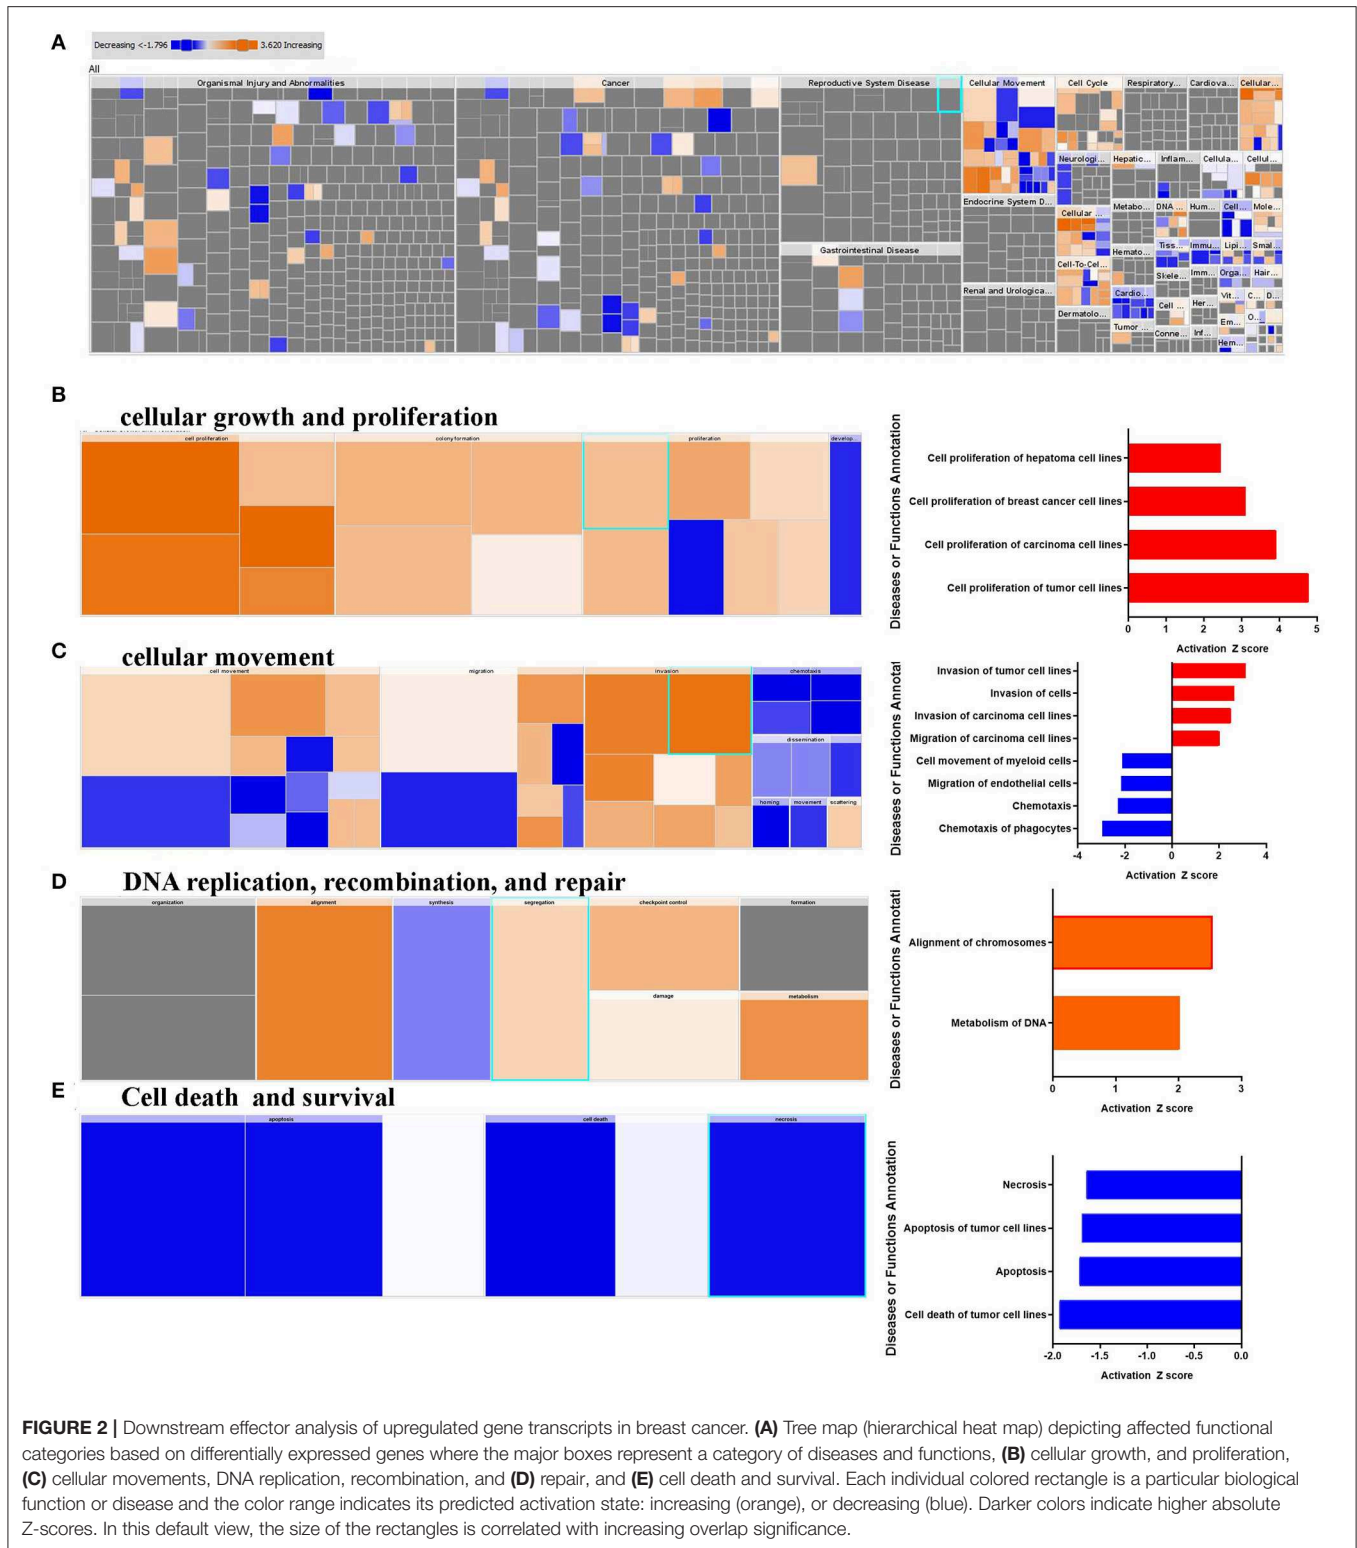 A
Decreasing <-1.796 3.620 Increasing
All
Organismal Injury and Abnormalities
Cancer
Reproductive System Disease
Cellular Movement
Cell Cycle
Respiratory...
Cardiova...
Cellular...
Neurologi...
Hepatic...
Inflam...
Cellula...
Cellul...
Endocrine System D...
Cellular ...
Metabo...
DNA ...
Hum...
Cell...
Mole...
Gastrointestinal Disease
Hemato...
Tiss...
Immu...
Lipi...
Smal...
Cell-To-Cel...
Skele...
Imm...
Orga...
Hair...
Renal and Urologica...
Cardio...
Cell ...
Her...
Vit...
C...
D...
Dermatolo...
Tumor ...
Conne...
Inf...
Em...
O...
Hem...
B
cellular growth and proliferation
cell proliferation
colony formation
proliferation
develop...
Diseases or Functions Annotation
Cell proliferation of hepatoma cell lines
Cell proliferation of breast cancer cell lines
Cell proliferation of carcinoma cell lines
Cell proliferation of tumor cell lines
0 1 2 3 4 5
Activation Z score
C
cellular movement
cell movement
migration
invasion
chemotaxis
dissemination
homing
movement
scattering
Diseases or Functions Annotat
Invasion of tumor cell lines
Invasion of cells
Invasion of carcinoma cell lines
Migration of carcinoma cell lines
Cell movement of myeloid cells
Migration of endothelial cells
Chemotaxis
Chemotaxis of phagocytes
-4 -2 0 2 4
Activation Z score
D
DNA replication, recombination, and repair
organization
alignment
synthesis
segregation
checkpoint control
formation
damage
metabolism
Diseases or Functions Annotati
Alignment of chromosomes
Metabolism of DNA
0 1 2 3
Activation Z score
E
Cell death and survival
apoptosis
cell death
necrosis
Diseases or Functions Annotation
Necrosis
Apoptosis of tumor cell lines
Apoptosis
Cell death of tumor cell lines
-2.0 -1.5 -1.0 -0.5 0.0
Activation Z score
FIGURE 2 | Downstream effector analysis of upregulated gene transcripts in breast cancer. (A) Tree map (hierarchical heat map) depicting affected functional
categories based on differentially expressed genes where the major boxes represent a category of diseases and functions, (B) cellular growth, and proliferation,
(C) cellular movements, DNA replication, recombination, and (D) repair, and (E) cell death and survival. Each individual colored rectangle is a particular biological
function or disease and the color range indicates its predicted activation state: increasing (orange), or decreasing (blue). Darker colors indicate higher absolute
Z-scores. In this default view, the size of the rectangles is correlated with increasing overlap significance.